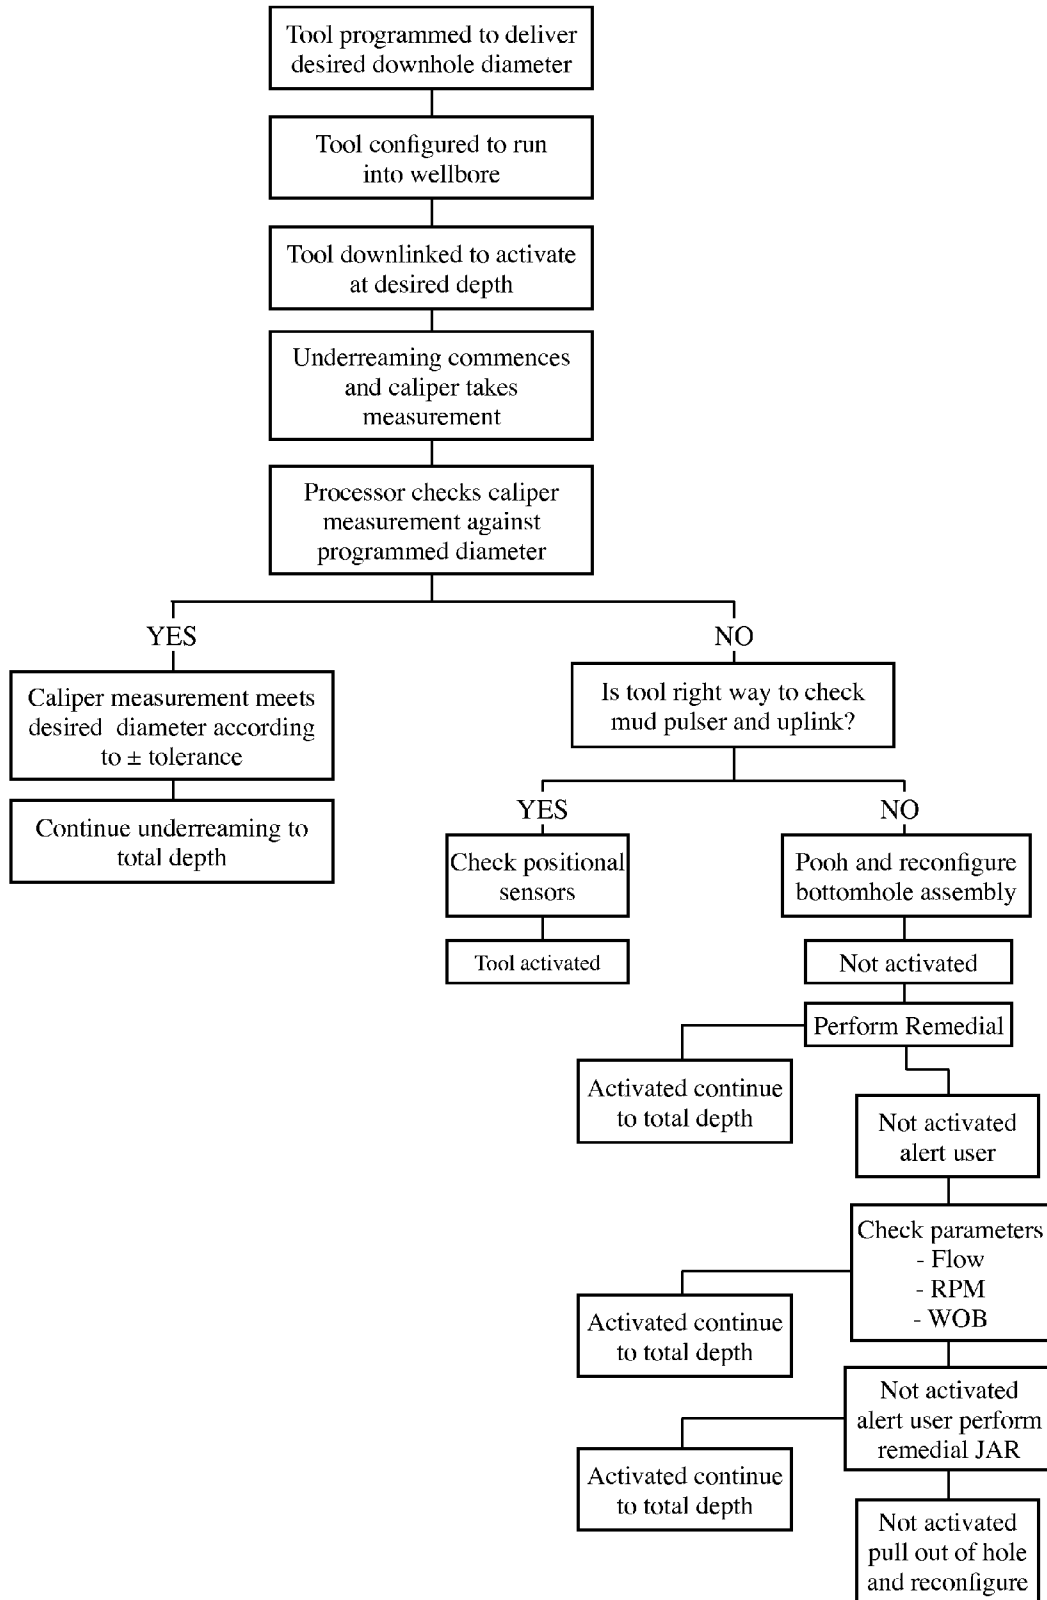 Tool programmed to deliver
desired downhole diameter
Tool configured to run
into wellbore
Tool downlinked to activate
at desired depth
Underreaming commences
and caliper takes
measurement
Processor checks caliper
measurement against
programmed diameter
YES
NO
Caliper measurement meets
desired diameter according
to ± tolerance
Continue underreaming to
total depth
Is tool right way to check
mud pulser and uplink?
YES
NO
Check positional
sensors
Tool activated
Pooh and reconfigure
bottomhole assembly
Not activated
Perform Remedial
Activated continue
to total depth
Not activated
alert user
Check parameters
- Flow
- RPM
- WOB
Activated continue
to total depth
Not activated
alert user perform
remedial JAR
Activated continue
to total depth
Not activated
pull out of hole
and reconfigure